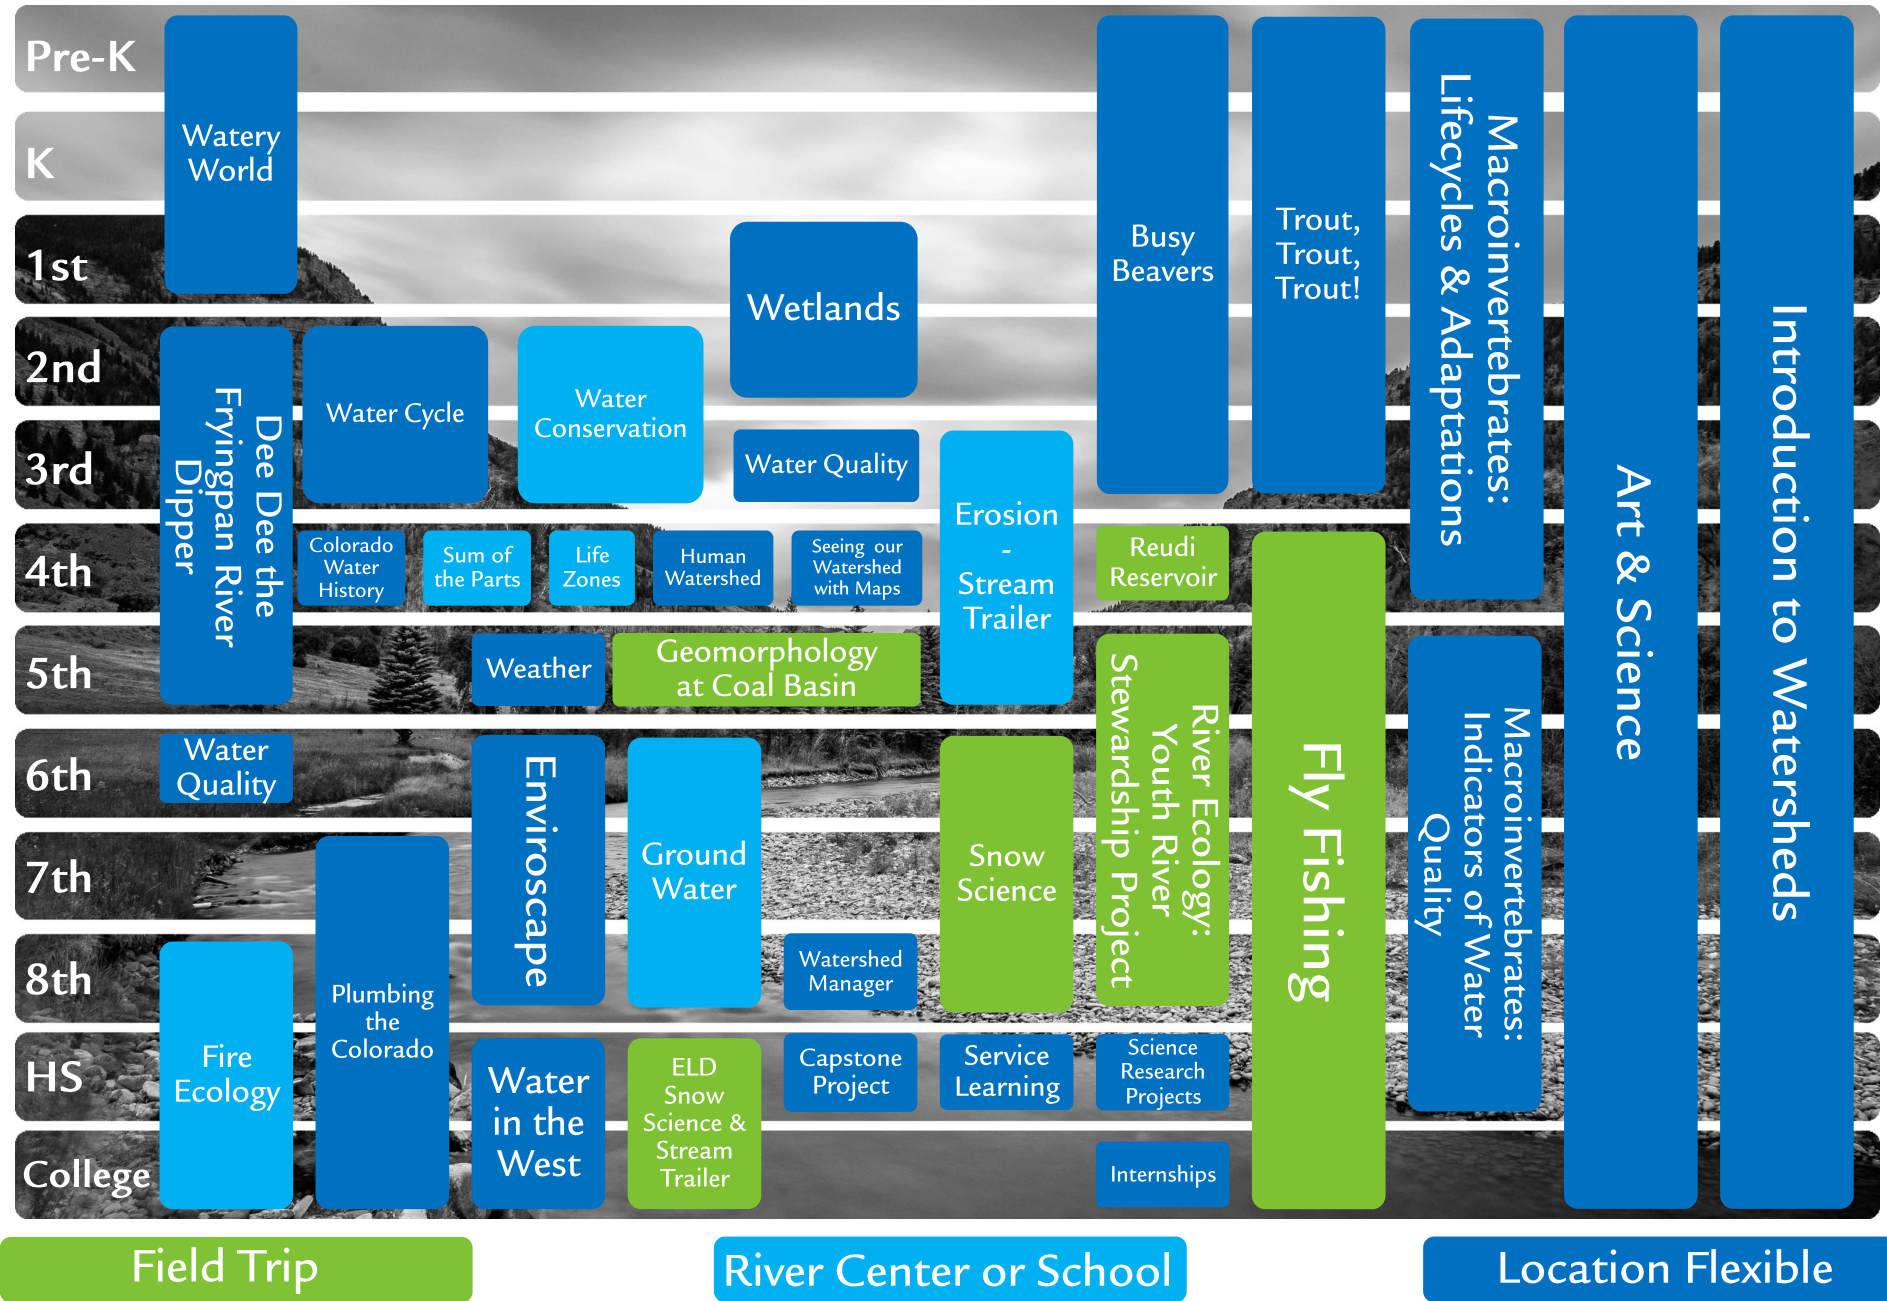 Pre-K
K
1st
2nd
3rd
4th
5th
6th
7th
8th
HS
College
Watery
World
Busy
Beavers
Trout,
Trout,
Trout!
Macroinvertebrates:
Lifecycles & Adaptations
Art & Science
Introduction to Watersheds
Wetlands
Dee Dee the
Fryingpan River
Dipper
Water Cycle
Water
Conservation
Water Quality
Erosion
-
Stream
Trailer
Colorado
Water
History
Sum of
the Parts
Life
Zones
Human
Watershed
Seeing our
Watershed
with Maps
Reudi
Reservoir
Fly Fishing
Weather
Geomorphology
at Coal Basin
River Ecology:
Youth River
Stewardship Project
Macroinvertebrates:
Indicators of Water
Quality
Water
Quality
Enviroscape
Ground
Water
Snow
Science
Plumbing
the
Colorado
Watershed
Manager
Fire
Ecology
Water
in the
West
ELD
Snow
Science &
Stream
Trailer
Capstone
Project
Service
Learning
Science
Research
Projects
Internships
Field Trip
River Center or School
Location Flexible